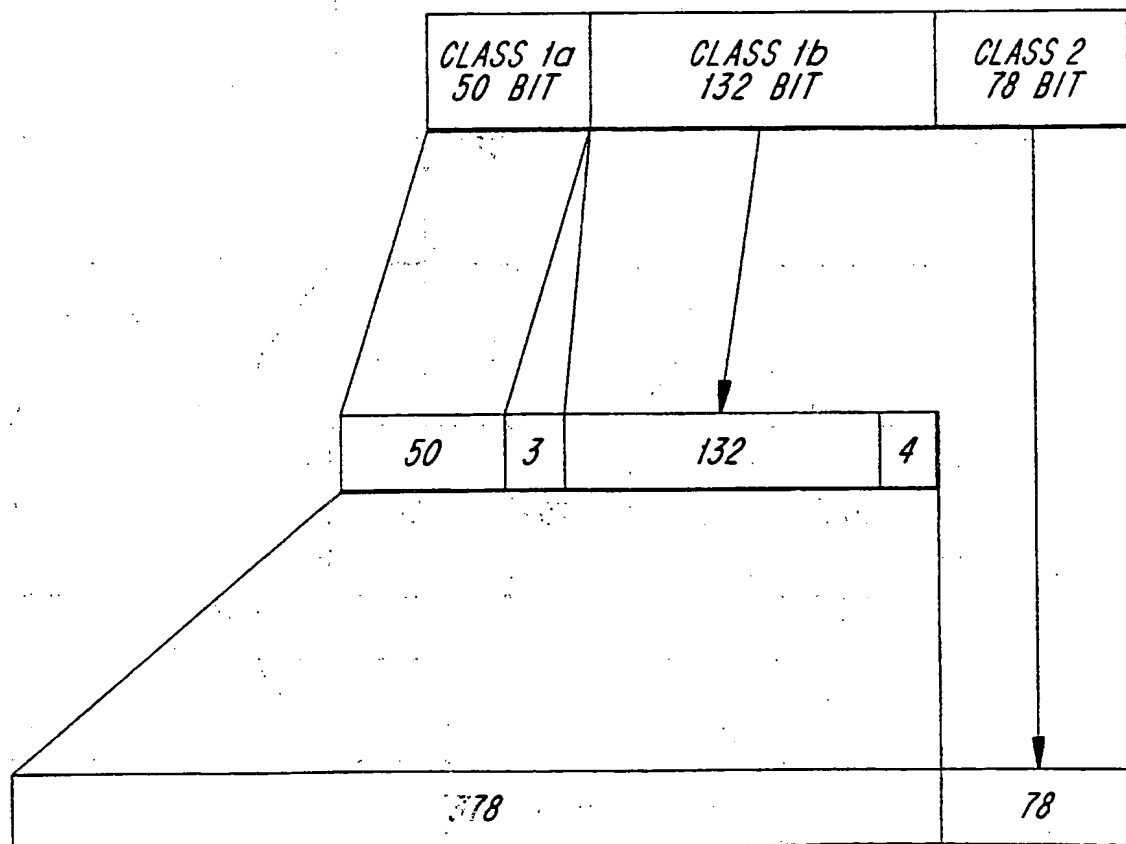 CLASS 1a
50 BIT
CLASS 1b
132 BIT
CLASS 2
78 BIT
50
3
132
4
378
78